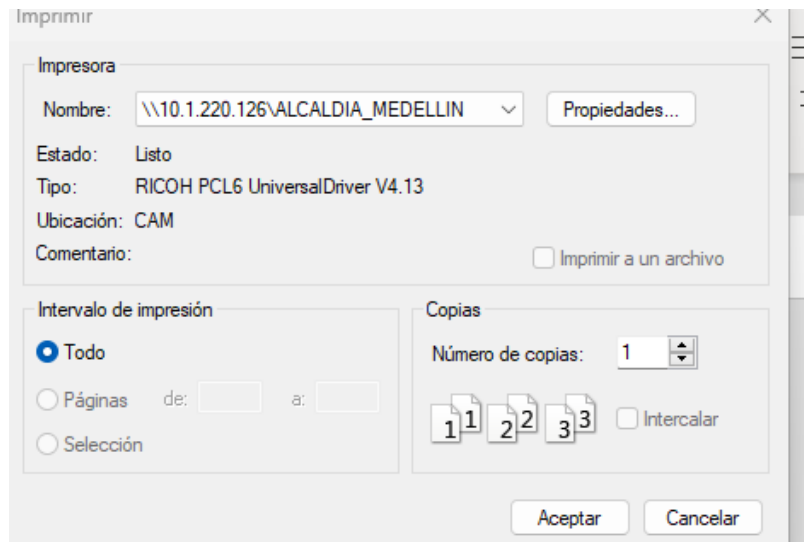 Imprimir
Impresora
Nombre: \\10.1.220.126\ALCALDIA_MEDELLIN Propiedades...
Estado: Listo
Tipo: RICOH PCL6 UniversalDriver V4.13
Ubicación: CAM
Comentario:
Imprimir a un archivo
Intervalo de impresión
Todo
Páginas de: a:
Selección
Copias
Número de copias: 1
1 1 2 2 3 3 Intercalar
Aceptar Cancelar